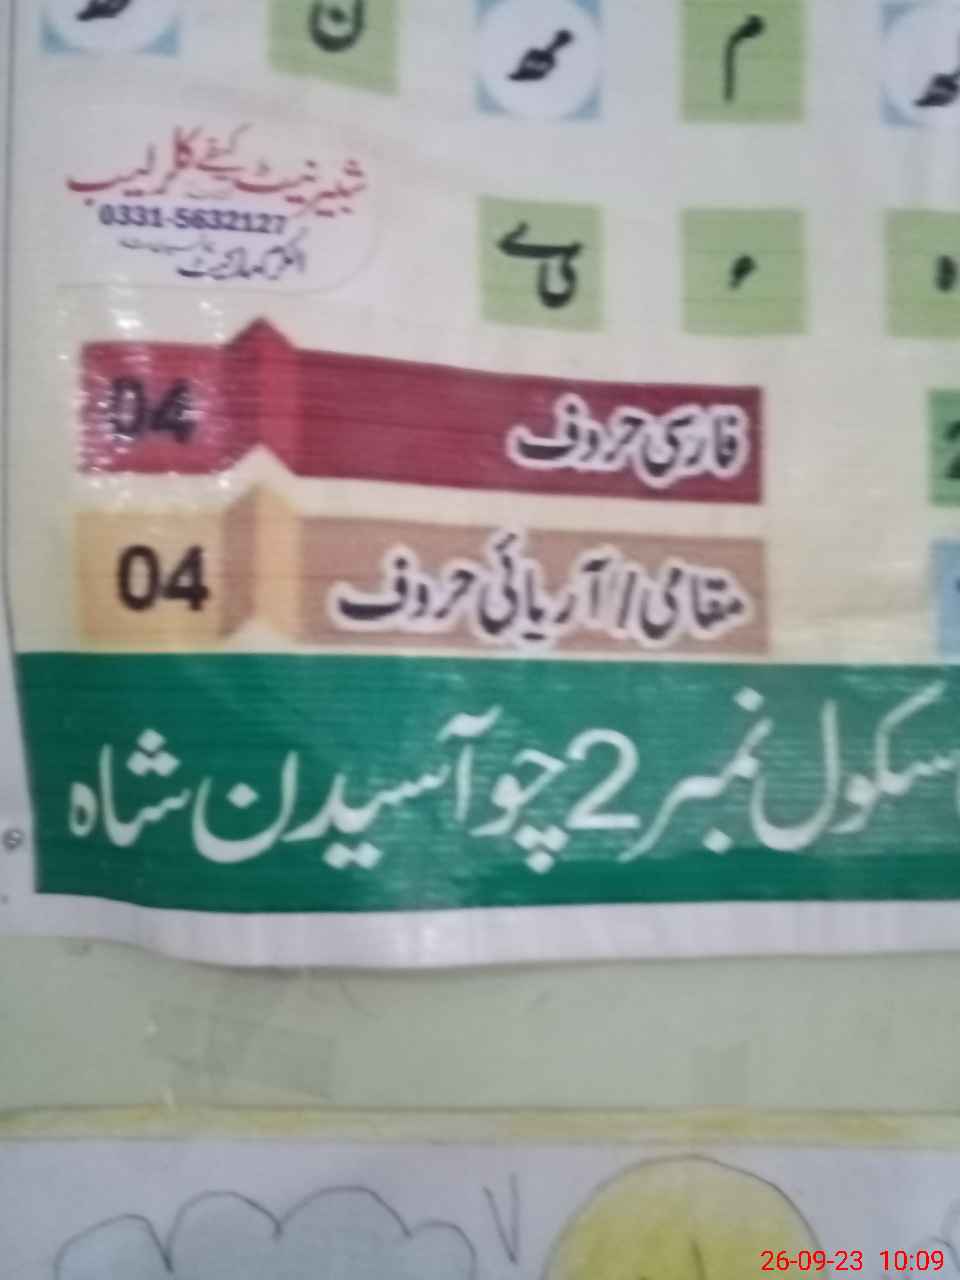 ن مھ م
شبیر نیٹ کیفے کلر لیب
0331-5632127
ی ے ء ہ
فارسی حروف 04
مقامی / آریائی حروف 04
سکول نمبر 2 چوآسیدن شاہ
26-09-23 10:09